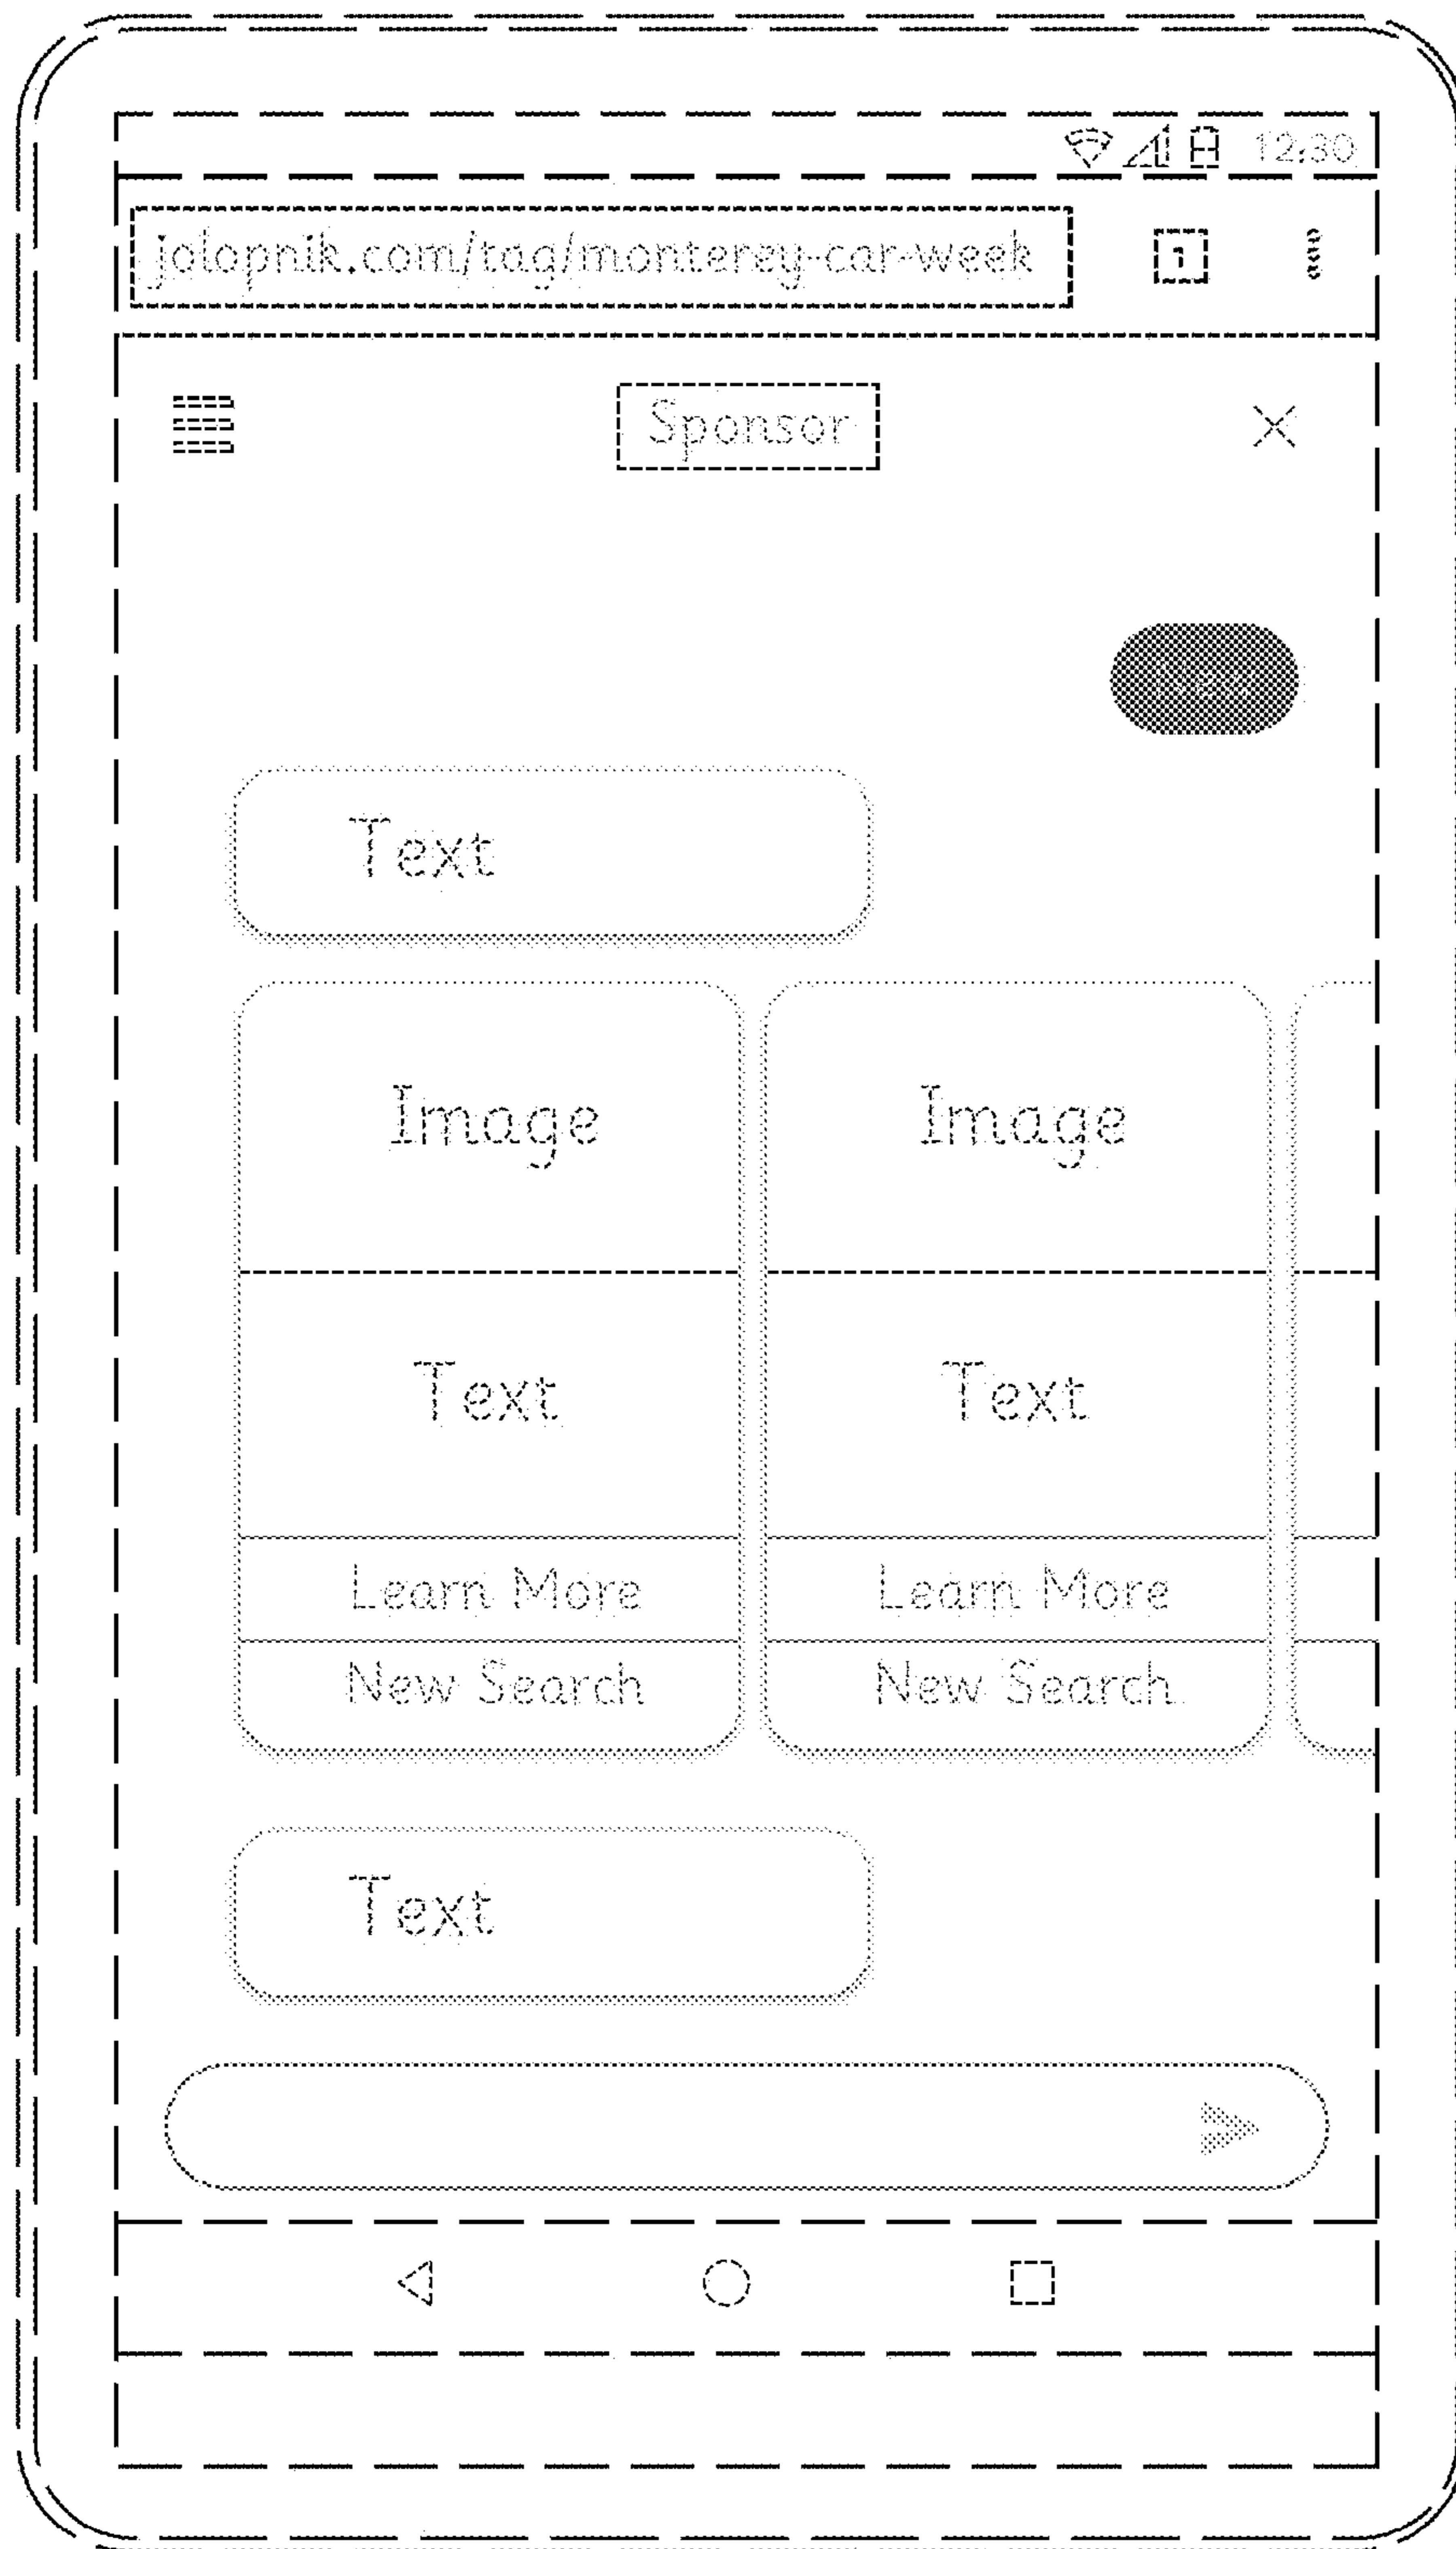 12:30
jolopnik.com/tag/monterey-car-week
1
Sponsor
Text
Image Image
Text Text
Learn More Learn More
New Search New Search
Text